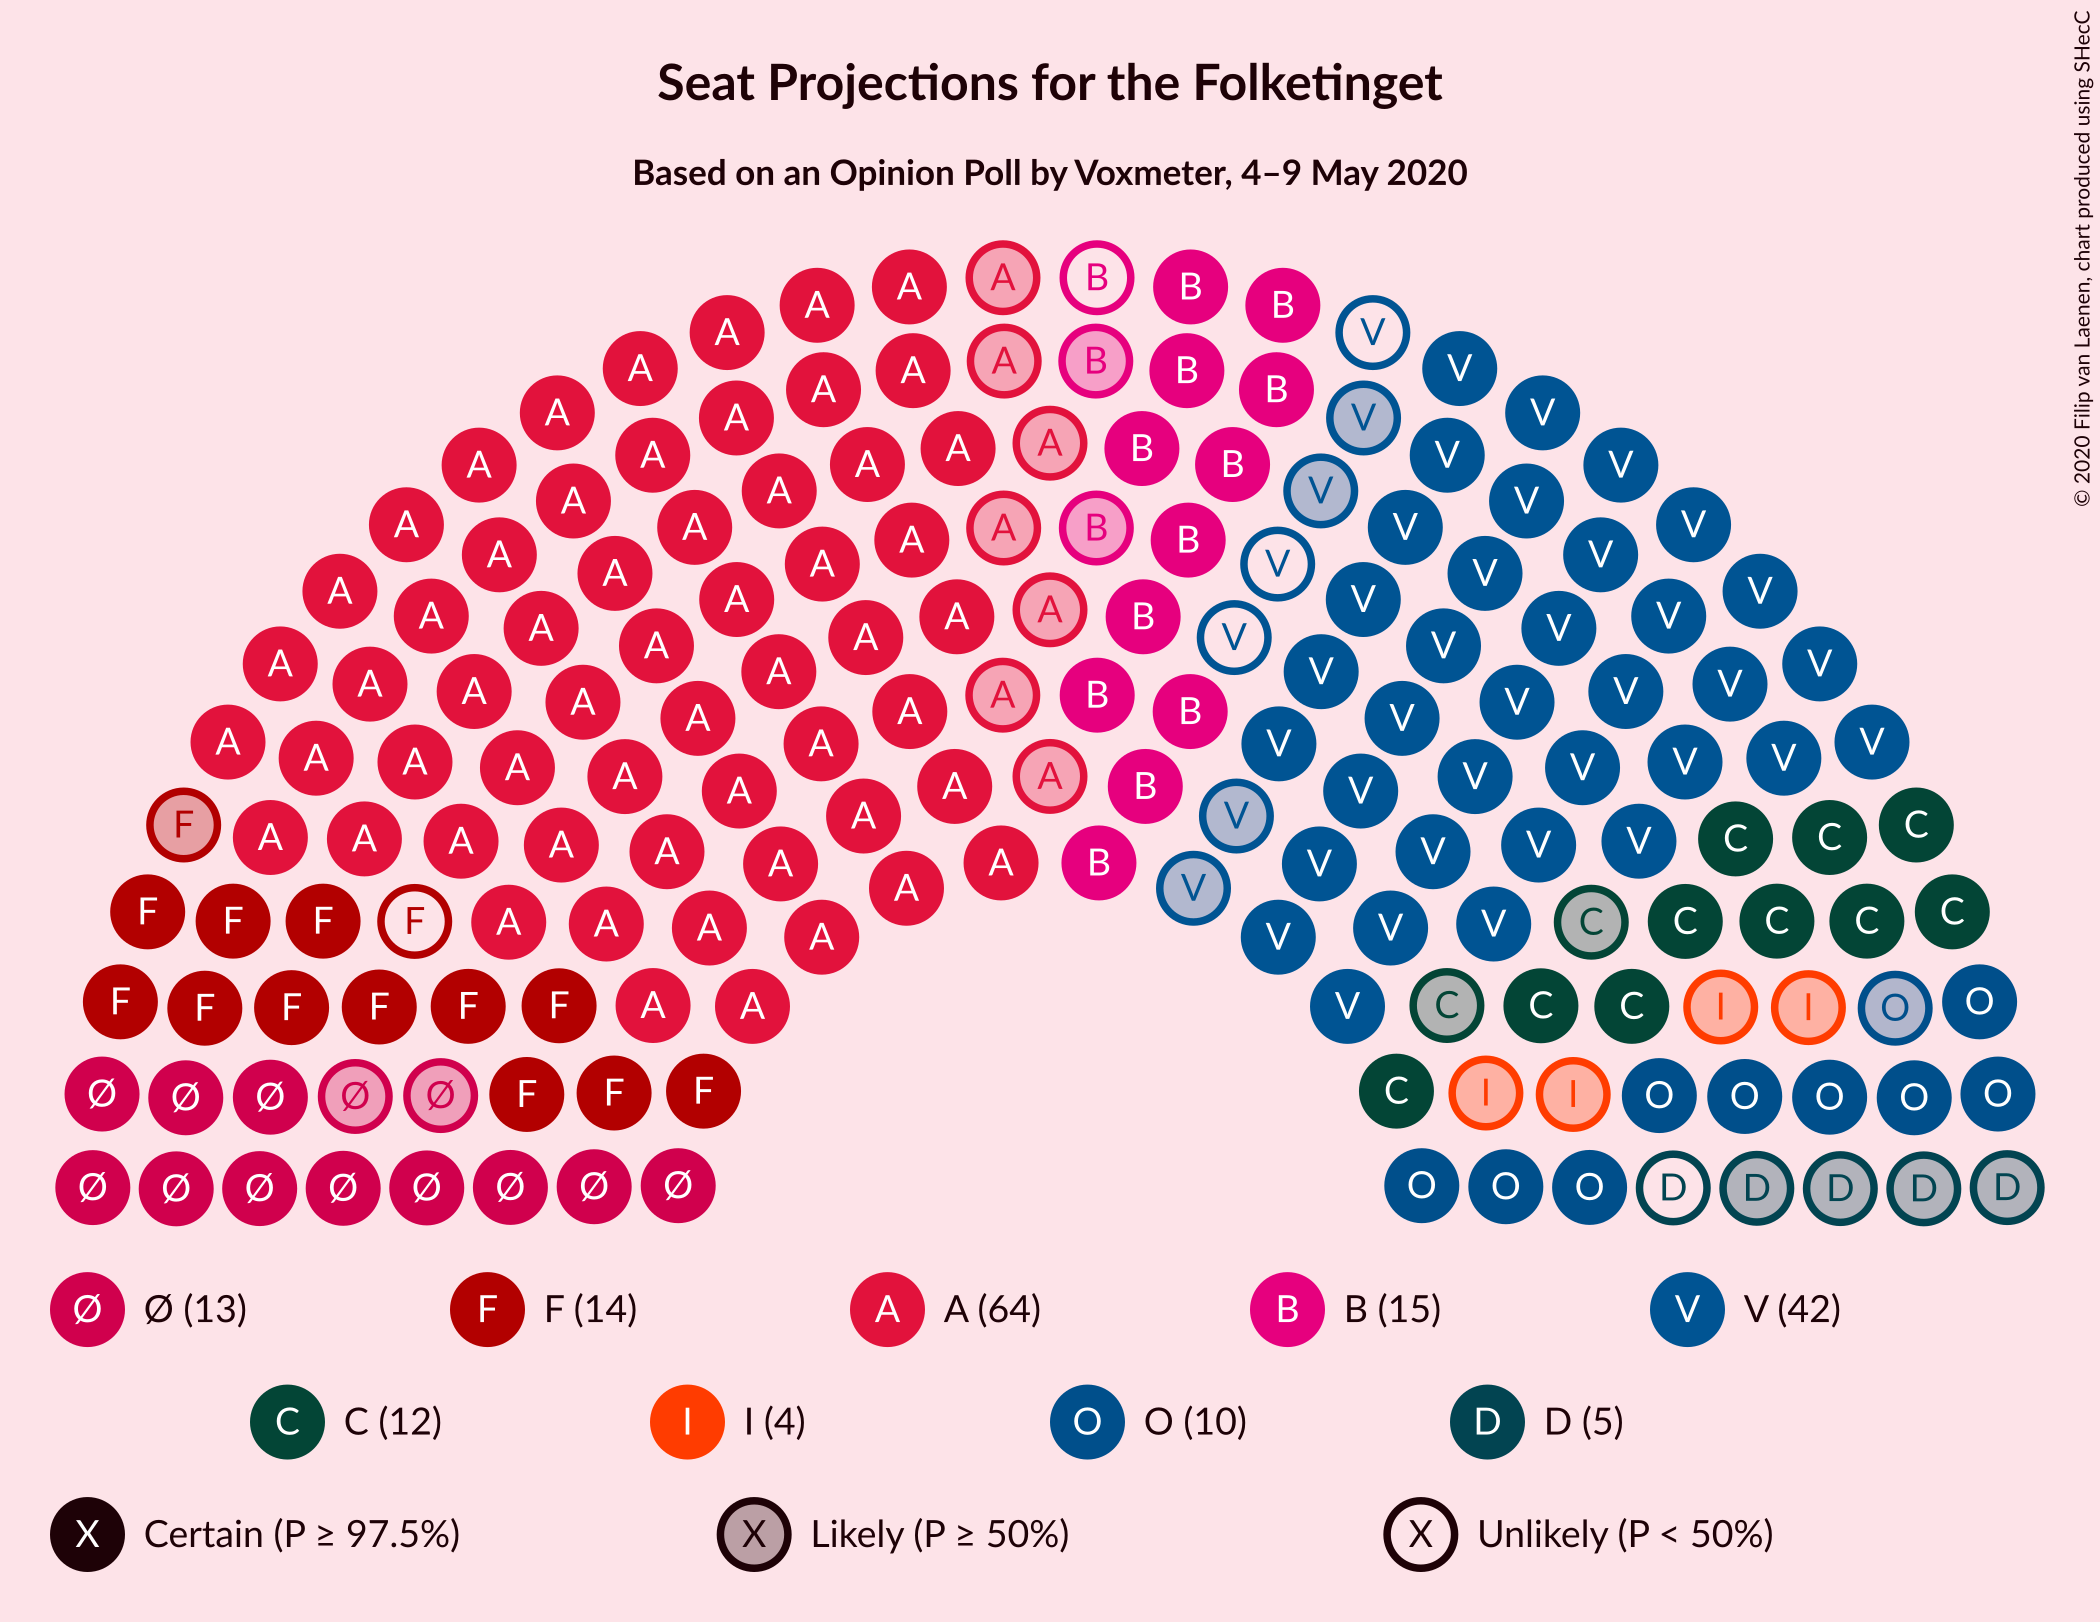 © 2020 Filip van Laenen, chart produced using SHecC
Seat Projections for the Folketinget
Based on an Opinion Poll by Voxmeter, 4–9 May 2020
A B
A B
A B
A V
A B
A A B V
A B
A A V V
A
A B
A V
A A B V
A V
A V
A A A B V V
A B
A V
A V
A V
A V
A V
A
A A B V
A V
A V
A V
A A V V
A A A B V V
A A B V
A V
A A V V
A A A V V V
A A A B V
A V
F A V C
A A A A A V V V C C
A A B V
A V
F F F F A A A A V V V C C C C C
F F F F F F A A V C C C I I O O
Ø Ø Ø Ø Ø F F F C I I O O O O O
Ø Ø Ø Ø Ø Ø Ø Ø O O O D D D D D
Ø Ø (13) F F (14) A A (64) B B (15) V V (42)
C C (12) I I (4) O O (10) D D (5)
X Certain (P ≥ 97.5%) X Likely (P ≥ 50%) X Unlikely (P < 50%)